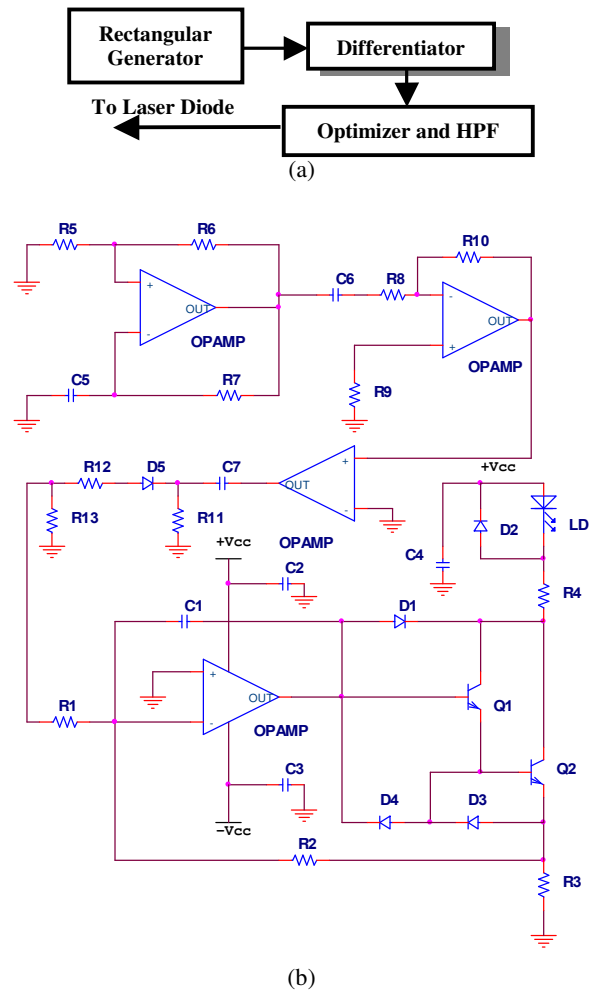 Rectangular
Generator
Differentiator
To Laser Diode
Optimizer and HPF
(a)
R5
R6
R10
C6
R8
+
-
OUT
OPAMP
-
+
OUT
OPAMP
C5
R7
R9
R12
D5
C7
OUT
+
-
+Vcc
R13
R11
OPAMP
D2
LD
C4
+Vcc
C2
R4
C1
D1
+
-
OUT
OPAMP
R1
Q1
C3
Q2
D4
D3
-Vcc
R2
R3
(b)